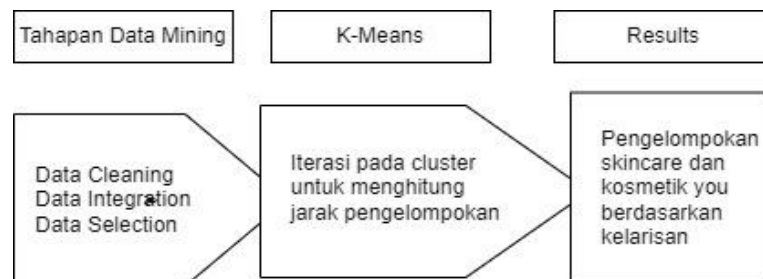 Tahapan Data Mining
K-Means
Results
Data Cleaning
Data Integration
Data Selection
Iterasi pada cluster
untuk menghitung
jarak pengelompokan
Pengelompokan
skincare dan
kosmetik you
berdasarkan
kelarisan